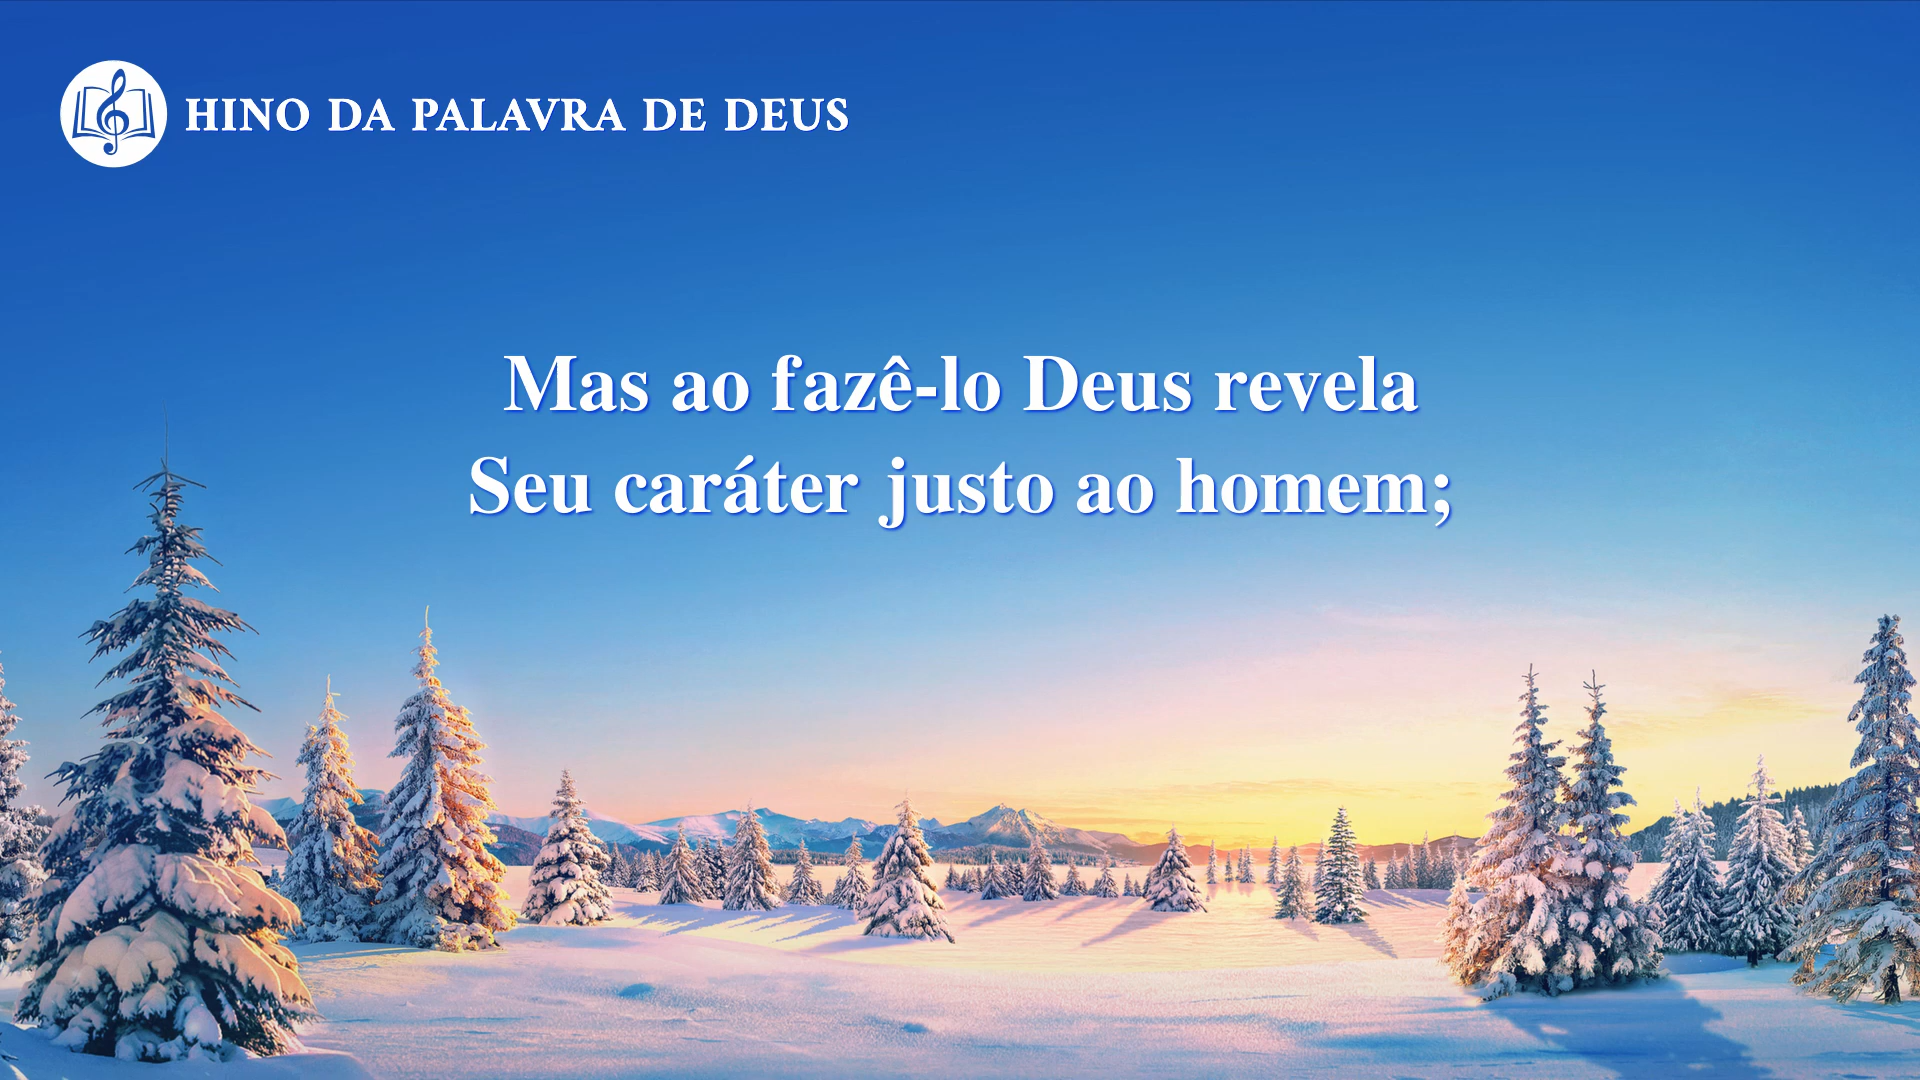 HINO DA PALAVRA DE DEUS
Mas ao fazê-lo Deus revela
Seu caráter justo ao homem;